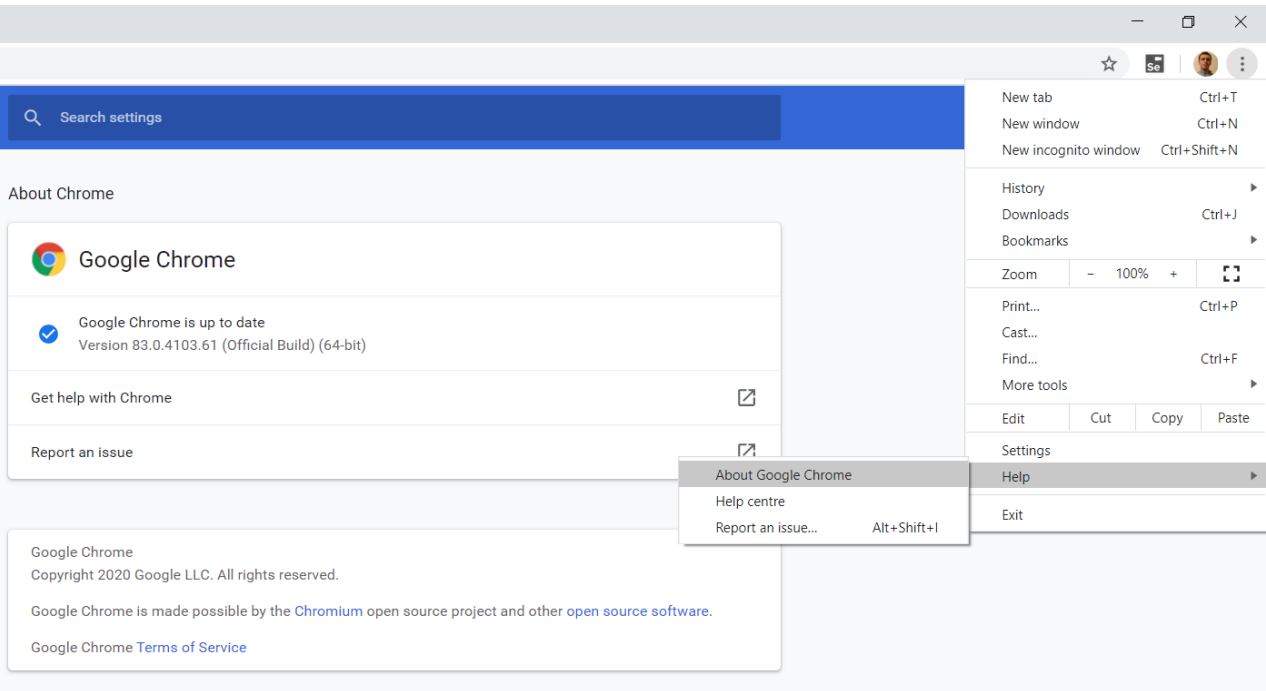 Se
New tab Ctrl+T
Search settings
New window Ctrl+N
New incognito window Ctrl+Shift+N
About Chrome
History
Downloads Ctrl+J
Bookmarks
Google Chrome
Zoom - 100% +
Print... Ctrl+P
Google Chrome is up to date
Cast...
Version 83.0.4103.61 (Official Build) (64-bit)
Find... Ctrl+F
More tools
Get help with Chrome
Edit Cut Copy Paste
Report an issue
Settings
About Google Chrome
Help
Help centre
Exit
Report an issue... Alt+Shift+I
Google Chrome
Copyright 2020 Google LLC. All rights reserved.
Google Chrome is made possible by the Chromium open source project and other open source software.
Google Chrome Terms of Service